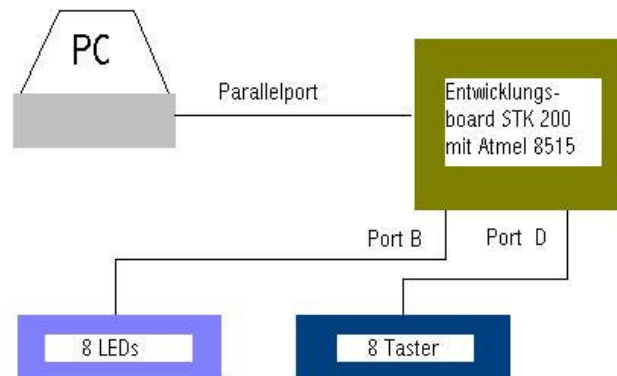 PC
Parallelport
Entwicklungs-
board STK 200
mit Atmel 8515
Port B
Port D
8 LEDs
8 Taster